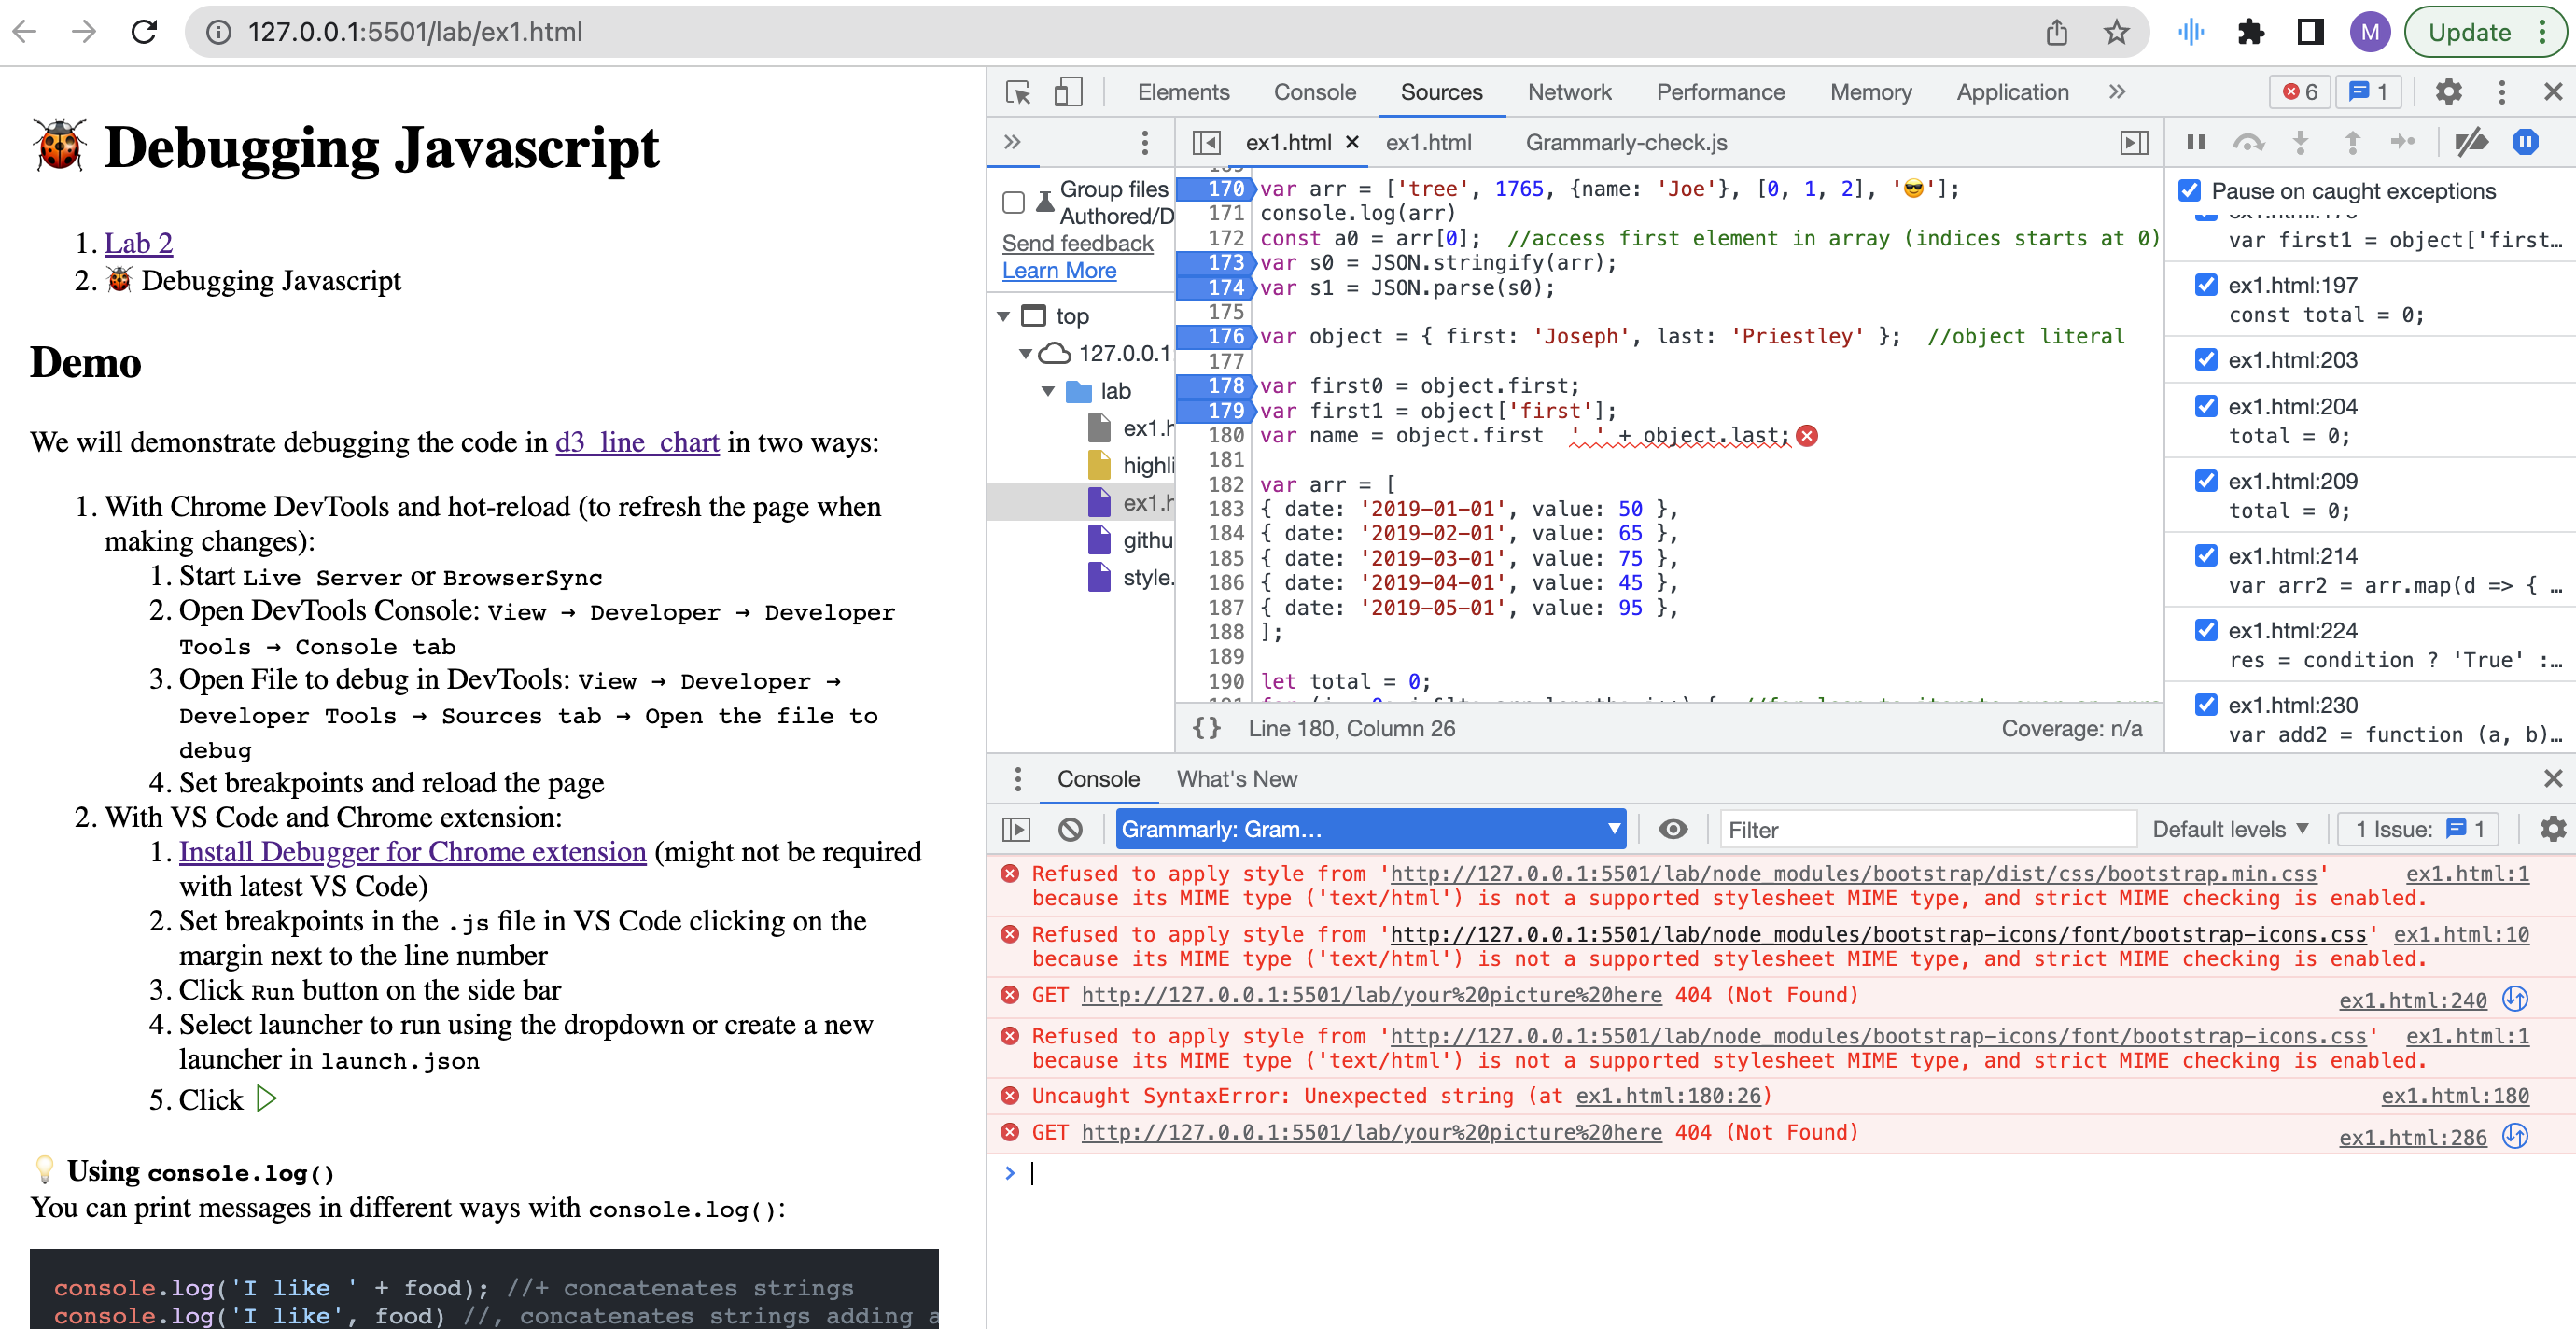 127.0.0.1:5501/lab/ex1.html
M
Update
🐞 Debugging Javascript
1. Lab 2
2. 🐞 Debugging Javascript
Demo
We will demonstrate debugging the code in d3_line_chart in two ways:
1. With Chrome DevTools and hot-reload (to refresh the page when
making changes):
1. Start Live Server or BrowserSync
2. Open DevTools Console: View → Developer → Developer
Tools → Console tab
3. Open File to debug in DevTools: View → Developer →
Developer Tools → Sources tab → Open the file to
debug
4. Set breakpoints and reload the page
2. With VS Code and Chrome extension:
1. Install Debugger for Chrome extension (might not be required
with latest VS Code)
2. Set breakpoints in the .js file in VS Code clicking on the
margin next to the line number
3. Click Run button on the side bar
4. Select launcher to run using the dropdown or create a new
launcher in launch.json
5. Click
💡 Using console.log()
You can print messages in different ways with console.log():
console.log('I like ' + food); //+ concatenates strings
console.log('I like', food) //, concatenates strings adding a
Elements Console Sources Network Performance Memory Application » 6 1
» ex1.html × ex1.html Grammarly-check.js
Group files
Authored/D
Send feedback
Learn More
top
127.0.0.1
lab
ex1.h
highli
ex1.h
githu
style.
170 var arr = ['tree', 1765, {name: 'Joe'}, [0, 1, 2], '😎'];
171 console.log(arr)
172 const a0 = arr[0];  //access first element in array (indices starts at 0)
173 var s0 = JSON.stringify(arr);
174 var s1 = JSON.parse(s0);
175
176 var object = { first: 'Joseph', last: 'Priestley' };  //object literal
177
178 var first0 = object.first;
179 var first1 = object['first'];
180 var name = object.first  ' ' + object.last;
181
182 var arr = [
183 { date: '2019-01-01', value: 50 },
184 { date: '2019-02-01', value: 65 },
185 { date: '2019-03-01', value: 75 },
186 { date: '2019-04-01', value: 45 },
187 { date: '2019-05-01', value: 95 },
188 ];
189
190 let total = 0;
{} Line 180, Column 26 Coverage: n/a
Pause on caught exceptions
var first1 = object['first…
ex1.html:197
const total = 0;
ex1.html:203
ex1.html:204
total = 0;
ex1.html:209
total = 0;
ex1.html:214
var arr2 = arr.map(d => { …
ex1.html:224
res = condition ? 'True' :…
ex1.html:230
var add2 = function (a, b)…
Console What's New
Grammarly: Gram… Filter Default levels 1 Issue: 1
Refused to apply style from 'http://127.0.0.1:5501/lab/node_modules/bootstrap/dist/css/bootstrap.min.css' ex1.html:1
because its MIME type ('text/html') is not a supported stylesheet MIME type, and strict MIME checking is enabled.
Refused to apply style from 'http://127.0.0.1:5501/lab/node_modules/bootstrap-icons/font/bootstrap-icons.css' ex1.html:10
because its MIME type ('text/html') is not a supported stylesheet MIME type, and strict MIME checking is enabled.
GET http://127.0.0.1:5501/lab/your%20picture%20here 404 (Not Found) ex1.html:240
Refused to apply style from 'http://127.0.0.1:5501/lab/node_modules/bootstrap-icons/font/bootstrap-icons.css' ex1.html:1
because its MIME type ('text/html') is not a supported stylesheet MIME type, and strict MIME checking is enabled.
Uncaught SyntaxError: Unexpected string (at ex1.html:180:26) ex1.html:180
GET http://127.0.0.1:5501/lab/your%20picture%20here 404 (Not Found) ex1.html:286
>